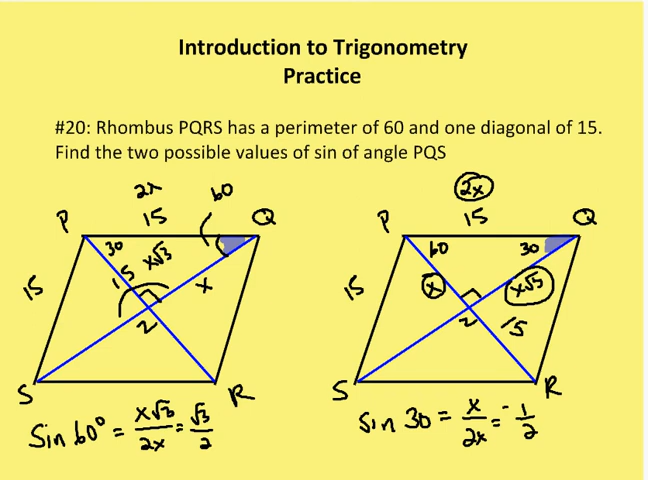 Introduction to Trigonometry
Practice
#20: Rhombus PQRS has a perimeter of 60 and one diagonal of 15.
Find the two possible values of sin of angle PQS
2x 60
P 15 Q
30 x√3
15 15 x
2
S R
Sin 60° = x√3/2x = √3/2
2x
P 15 Q
60 30
15 x x√3
2 15
S R
Sin 30 = x/2x = 1/2